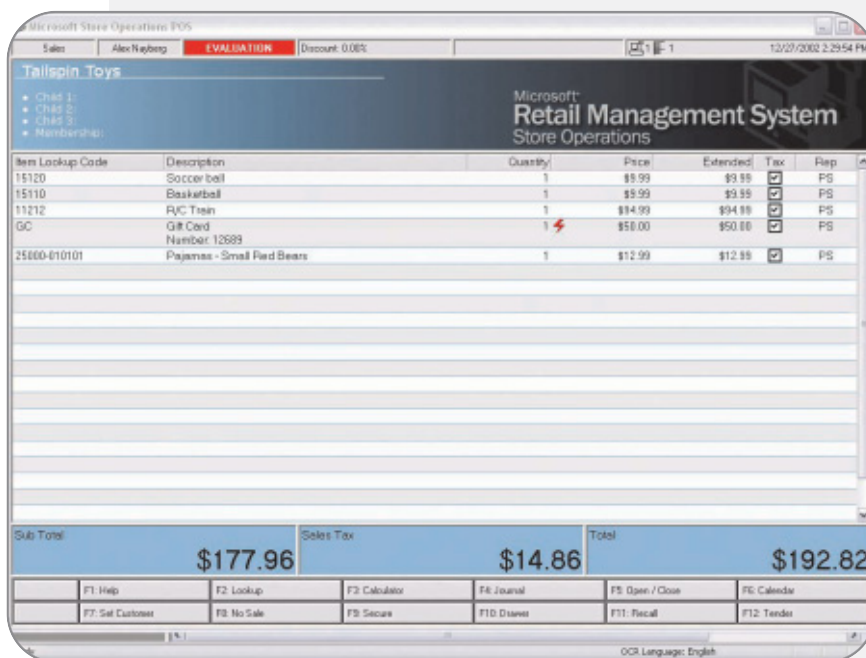 Microsoft Store Operations POS
Sales Alex Nayberg EVALUATION Discount: 0.00% 1 1 12/27/2002 2:29:54 PM
Tailspin Toys
• Child 1:
• Child 2:
• Child 3:
• Membership:
Microsoft
Retail Management System
Store Operations
Item Lookup Code Description Quantity Price Extended Tax Rep
15120 Soccer ball 1 $9.99 $9.99 PS
15110 Basketball 1 $9.99 $9.99 PS
11212 R/C Train 1 $94.99 $94.99 PS
GC Gift Card 1 $50.00 $50.00 PS
Number: 12689
25000-010101 Pajamas - Small Red Bears 1 $12.99 $12.99 PS
Sub Total Sales Tax Total
$177.96 $14.86 $192.82
F1: Help F2: Lookup F3: Calculator F4: Journal F5: Open / Close F6: Calendar
F7: Set Customer F8: No Sale F9: Secure F10: Drawer F11: Recall F12: Tender
OCR Language: English